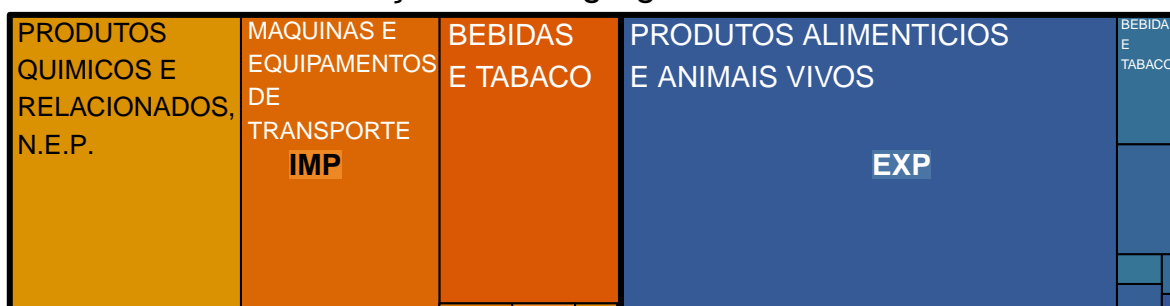 PRODUTOS
QUIMICOS E
RELACIONADOS,
N.E.P.
MAQUINAS E
EQUIPAMENTOS
DE
TRANSPORTE
IMP
BEBIDAS
E TABACO
PRODUTOS ALIMENTICIOS
E ANIMAIS VIVOS
EXP
BEBIDA
E
TABACO